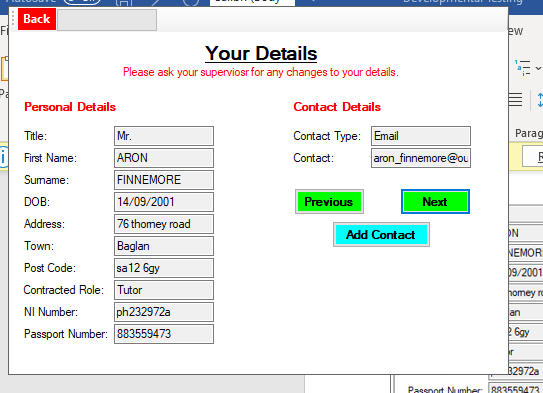 Back
Your Details
Please ask your superviosr for any changes to your details.
Personal Details
Title: Mr.
First Name: ARON
Surname: FINNEMORE
DOB: 14/09/2001
Address: 76 thorney road
Town: Baglan
Post Code: sa12 6gy
Contracted Role: Tutor
NI Number: ph232972a
Passport Number: 883559473
Contact Details
Contact Type: Email
Contact: aron_finnemore@ou
Previous Next
Add Contact
Parag
Passport Number: 883559473